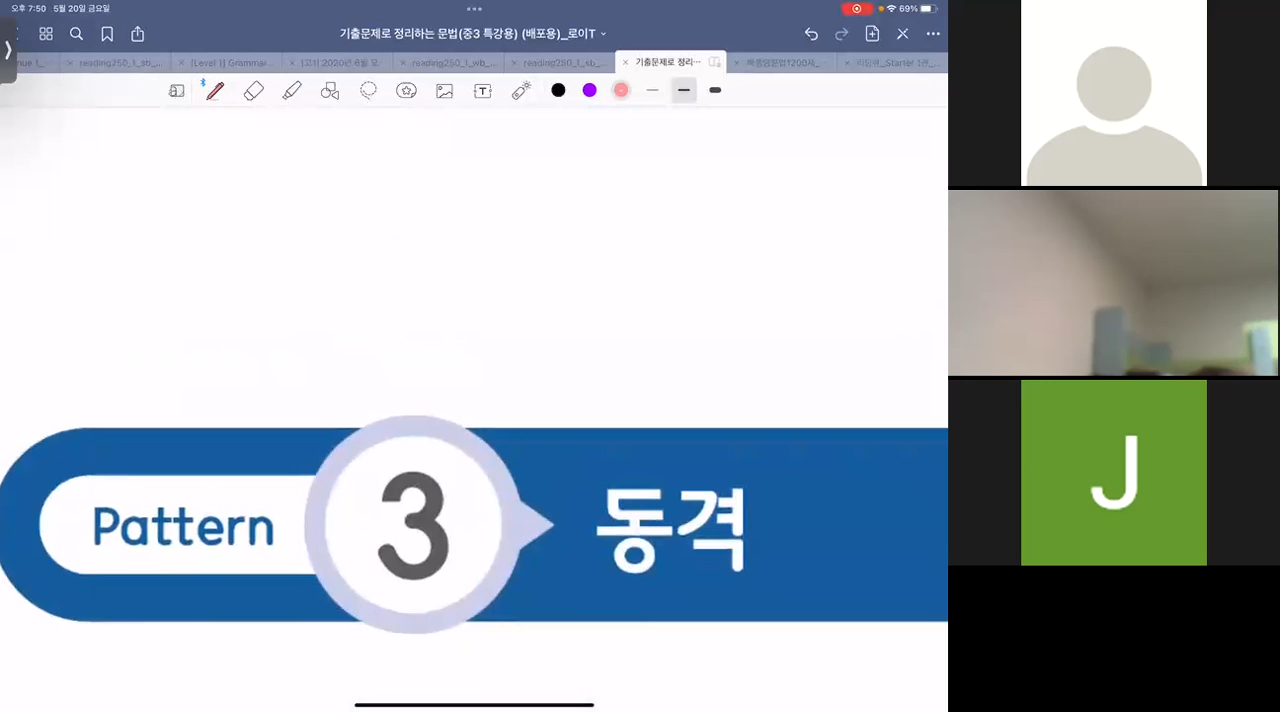 오후 7:50 5월 20일 금요일
69%
기출문제로 정리하는 문법(중3 특강용) (배포용)_로이T
reading250_1_sb_...
[Level 1] Gramma...
reading250_1_wb_...
reading250_1_sb_...
기출문제로 정리...
T
Pattern 3 동격
J